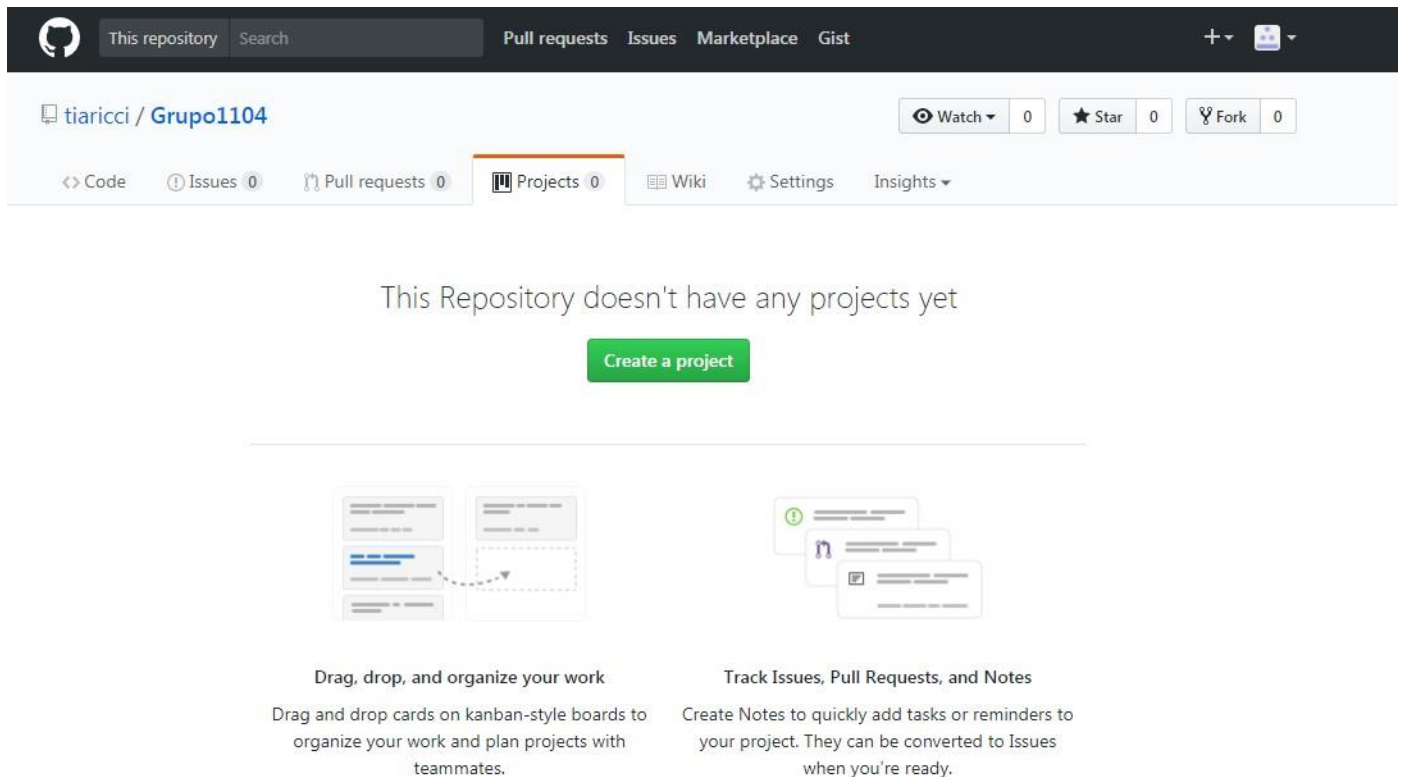 This repository Search Pull requests Issues Marketplace Gist
tiaricci / Grupo1104 Watch 0 Star 0 Fork 0
Code Issues 0 Pull requests 0 Projects 0 Wiki Settings Insights
This Repository doesn't have any projects yet
Create a project
Drag, drop, and organize your work
Drag and drop cards on kanban-style boards to
organize your work and plan projects with
teammates.
Track Issues, Pull Requests, and Notes
Create Notes to quickly add tasks or reminders to
your project. They can be converted to Issues
when you're ready.